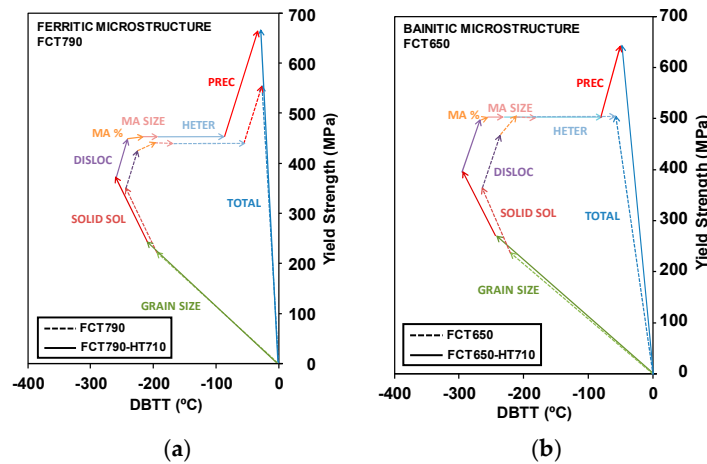 FERRITIC MICROSTRUCTURE
FCT790
PREC
MA SIZE
MA %
HETER
DISLOC
TOTAL
SOLID SOL
GRAIN SIZE
FCT790
FCT790-HT710
700
600
500
400
300
200
100
0
Yield Strength (MPa)
-400
-300
-200
-100
0
DBTT (ºC)
(a)
BAINITIC MICROSTRUCTURE
FCT650
PREC
MA SIZE
MA %
HETER
DISLOC
TOTAL
SOLID SOL
GRAIN SIZE
FCT650
FCT650-HT710
700
600
500
400
300
200
100
0
Yield Strength (MPa)
-400
-300
-200
-100
0
DBTT (ºC)
(b)